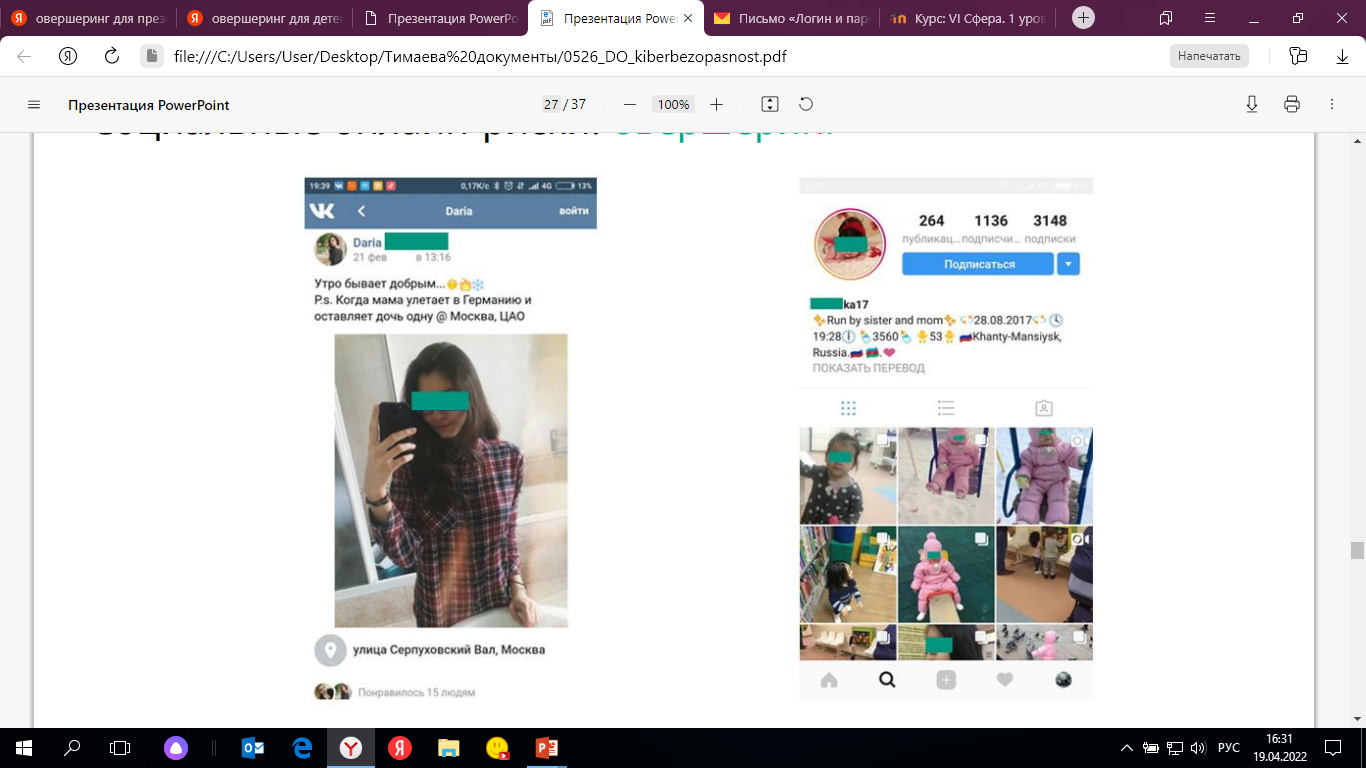 овершеринг для през
овершеринг для детей
Презентация PowerPo
Презентация Power
Письмо «Логин и пар
Курс: VI Сфера. 1 уров
file:///C:/Users/User/Desktop/Тимаева%20документы/0526_DO_kiberbezopasnost.pdf
Напечатать
Презентация PowerPoint
27 / 37
100%
19:39
0,17К/с
4G
13%
Daria
войти
Daria
21 фев в 13:16
Утро бывает добрым...
P.s. Когда мама улетает в Германию и
оставляет дочь одну @ Москва, ЦАО
улица Серпуховский Вал, Москва
Понравилось 15 людям
264 1136 3148
публикац... подписчи... подписки
Подписаться
ka17
Run by sister and mom 28.08.2017
19:28 3560 53 Khanty-Mansiysk,
Russia.
ПОКАЗАТЬ ПЕРЕВОД
РУС
16:31
19.04.2022